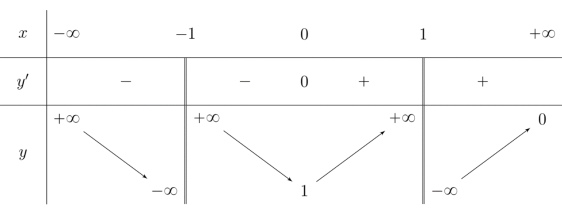 x −∞ −1 0 1 +∞
y′ − − 0 + +
+∞ +∞ +∞ 0
y
−∞ 1 −∞